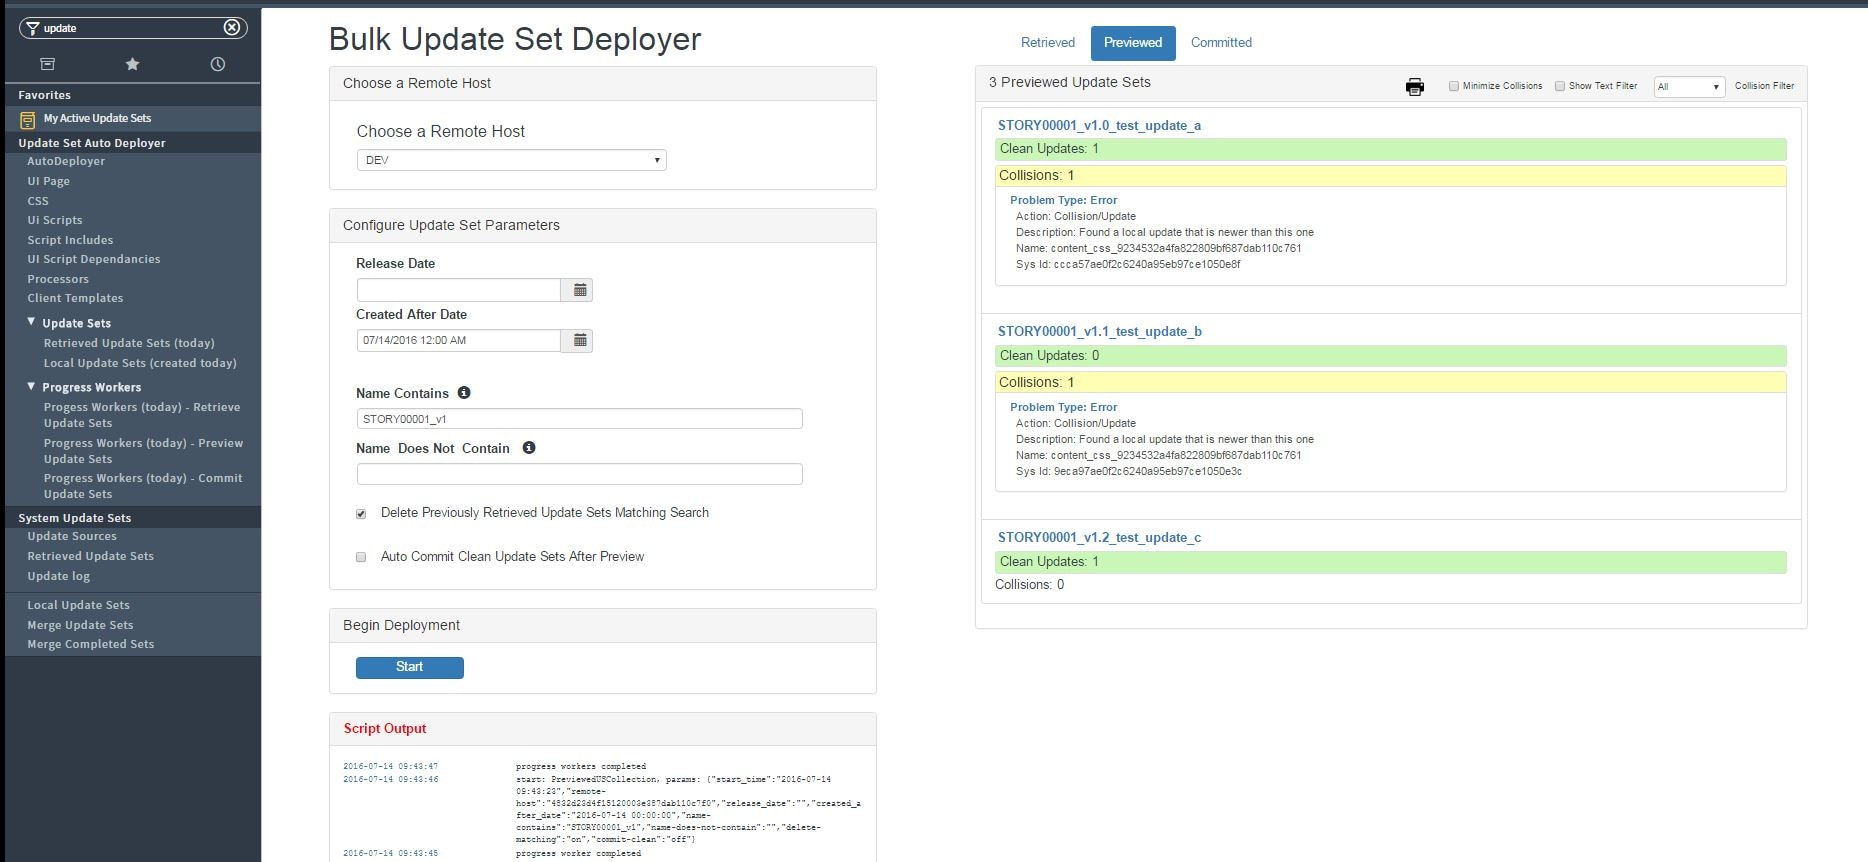 update
Favorites
My Active Update Sets
Update Set Auto Deployer
AutoDeployer
UI Page
CSS
Ui Scripts
Script Includes
UI Script Dependancies
Processors
Client Templates
Update Sets
Retrieved Update Sets (today)
Local Update Sets (created today)
Progress Workers
Progess Workers (today) - Retrieve
Update Sets
Progress Workers (today) - Preview
Update Sets
Progress Workers (today) - Commit
Update Sets
System Update Sets
Update Sources
Retrieved Update Sets
Update log
Local Update Sets
Merge Update Sets
Merge Completed Sets
Bulk Update Set Deployer
Choose a Remote Host
Choose a Remote Host
DEV
Configure Update Set Parameters
Release Date
Created After Date
07/14/2016 12:00 AM
Name Contains
STORY00001_v1
Name Does Not Contain
Delete Previously Retrieved Update Sets Matching Search
Auto Commit Clean Update Sets After Preview
Begin Deployment
Start
Script Output
2016-07-14 09:43:47 progress workers completed
2016-07-14 09:43:46 start: PreviewedUSCollection, params: {"start_time":"2016-07-14
09:43:23","remote-
host":"4832d23d4f15120003e387dab110c7f0","release_date":"","created_a
fter_date":"2016-07-14 00:00:00","name-
contains":"STORY00001_v1","name-does-not-contain":"","delete-
matching":"on","commit-clean":"off"}
2016-07-14 09:43:45 progress worker completed
Retrieved Previewed Committed
3 Previewed Update Sets Minimize Collisions Show Text Filter All Collision Filter
STORY00001_v1.0_test_update_a
Clean Updates: 1
Collisions: 1
Problem Type: Error
Action: Collision/Update
Description: Found a local update that is newer than this one
Name: content_css_9234532a4fa822809bf687dab110c761
Sys Id: ccca57ae0f2c6240a95eb97ce1050e8f
STORY00001_v1.1_test_update_b
Clean Updates: 0
Collisions: 1
Problem Type: Error
Action: Collision/Update
Description: Found a local update that is newer than this one
Name: content_css_9234532a4fa822809bf687dab110c761
Sys Id: 9eca97ae0f2c6240a95eb97ce1050e3c
STORY00001_v1.2_test_update_c
Clean Updates: 1
Collisions: 0